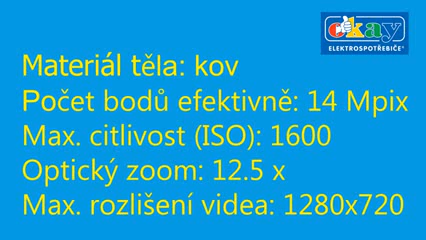 okay
ELEKTROSPOTŘEBIČE
Materiál těla: kov
Počet bodů efektivně: 14 Mpix
Max. citlivost (ISO): 1600
Optický zoom: 12.5 x
Max. rozlišení videa: 1280x720